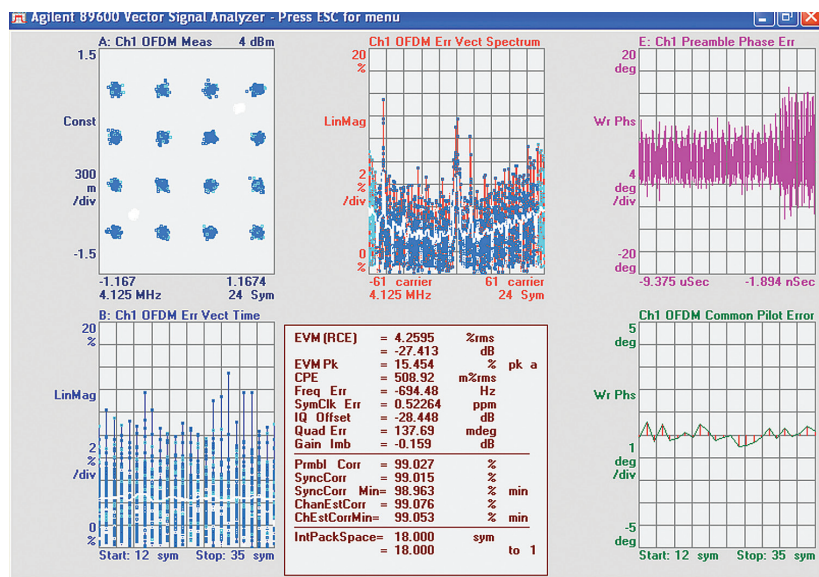 Agilent 89600 Vector Signal Analyzer - Press ESC for menu
A: Ch1 OFDM Meas 4 dBm
1.5
Const
300
m
/div
-1.5
-1.167 1.1674
4.125 MHz 24 Sym
Ch1 OFDM Err Vect Spectrum
20
%
LinMag
2
%
/div
0
%
-61 carrier 61 carrier
4.125 MHz 24 Sym
E: Ch1 Preamble Phase Err
20
deg
Wr Phs
4
deg
/div
-20
deg
-9.375 uSec -1.894 nSec
B: Ch1 OFDM Err Vect Time
20
%
LinMag
2
%
/div
0
%
Start: 12 sym Stop: 35 sym
EVM (RCE) = 4.2595 %rms
= -27.413 dB
EVM Pk = 15.454 % pk a
CPE = 508.92 m%rms
Freq Err = -694.48 Hz
SymClk Err = 0.52264 ppm
IQ Offset = -28.448 dB
Quad Err = 137.69 mdeg
Gain Imb = -0.159 dB
Prmbl Corr = 99.027 %
SyncCorr = 99.015 %
SyncCorr Min= 98.963 % min
ChanEstCorr = 99.076 %
ChEstCorrMin= 99.053 % min
IntPackSpace= 18.000 sym
= 18.000 to 1
Ch1 OFDM Common Pilot Error
5
deg
Wr Phs
1
deg
/div
-5
deg
Start: 12 sym Stop: 35 sym